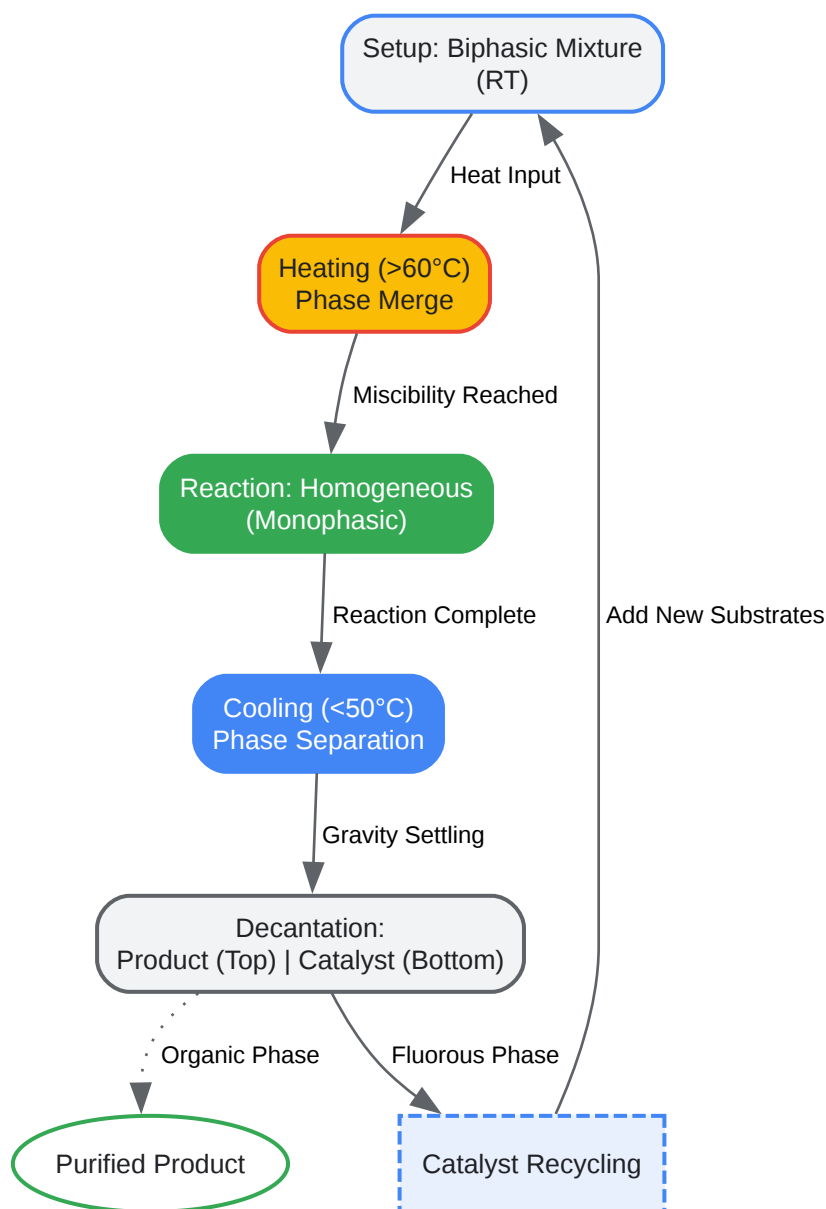 Setup: Biphasic Mixture
(RT)
Heat Input
Heating (>60°C)
Phase Merge
Miscibility Reached
Reaction: Homogeneous
(Monophasic)
Reaction Complete
Add New Substrates
Cooling (<50°C)
Phase Separation
Gravity Settling
Decantation:
Product (Top) | Catalyst (Bottom)
Organic Phase
Fluorous Phase
Purified Product
Catalyst Recycling